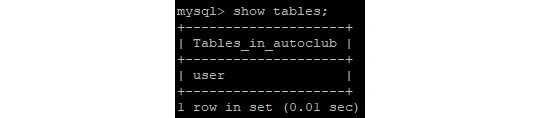 mysql> show tables;
+--------------------+
| Tables_in_autoclub |
+--------------------+
| user               |
+--------------------+
1 row in set (0.01 sec)